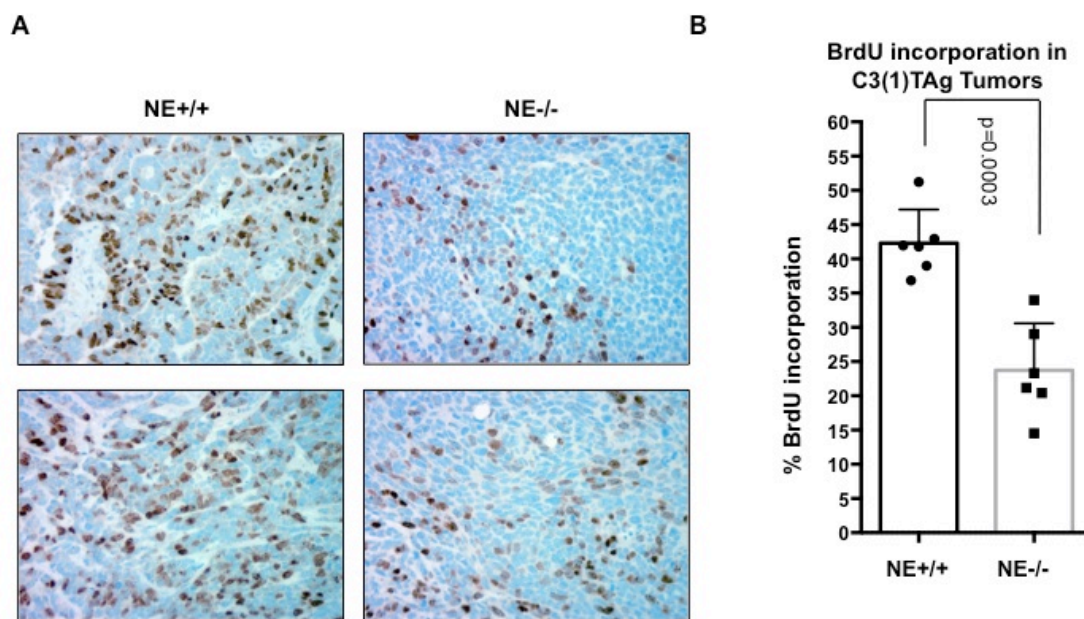 A
B
NE+/+
NE-/-
BrdU incorporation in
C3(1)TAg Tumors
p=0.0003
% BrdU incorporation
60
55
50
45
40
35
30
25
20
15
10
5
0
NE+/+
NE-/-